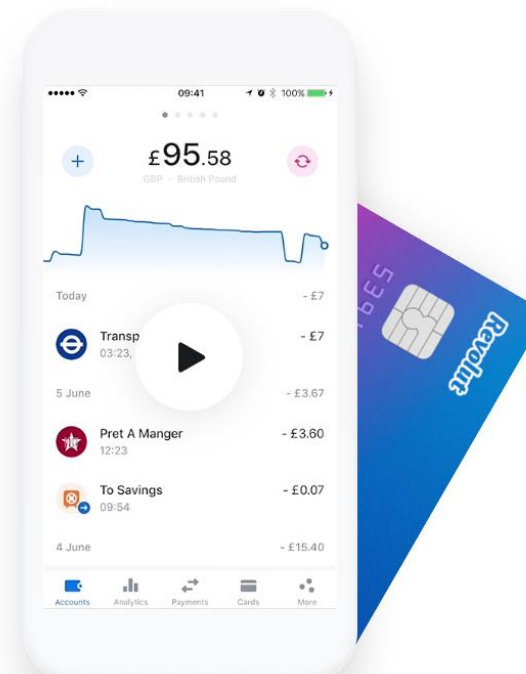 09:41
100%
£95.58
GBP • British Pound
Today
- £7
Transp
- £7
03:23,
5 June
- £3.67
Pret A Manger
- £3.60
12:23
To Savings
- £0.07
09:54
4 June
- £15.40
Accounts
Analytics
Payments
Cards
More
539
Revolut